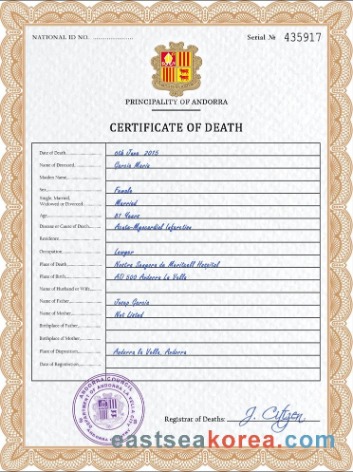 NATIONAL ID NO. ....................
Serial № 435917
PRINCIPALITY OF ANDORRA
CERTIFICATE OF DEATH
Date of Death 5th June, 2015
Name of Deceased Garcia Maria
Maiden Name
Sex Female
Single, Married, Widowed or Divorced Married
Age 81 Years
Disease or Cause of Death Acute-Myocardial Infarction
Residence
Occupation Lawyer
Place of Death Nostra Senyora de Meritxell Hospital
Place of Birth AD 500 Andorra La Vella
Name of Husband or Wife
Name of Father Josep Garcia
Name of Mother Not Listed
Birthplace of Father
Birthplace of Mother
Place of Disposition Andorra la Vella, Andorra
Place of Registration
Registrar of Deaths: J. Citizen
eastseakorea.com